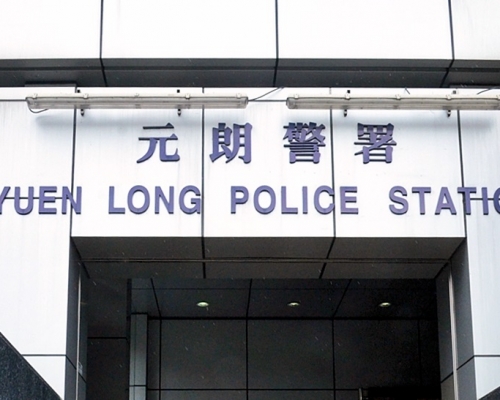 元朗警署
YUEN LONG POLICE STATIO